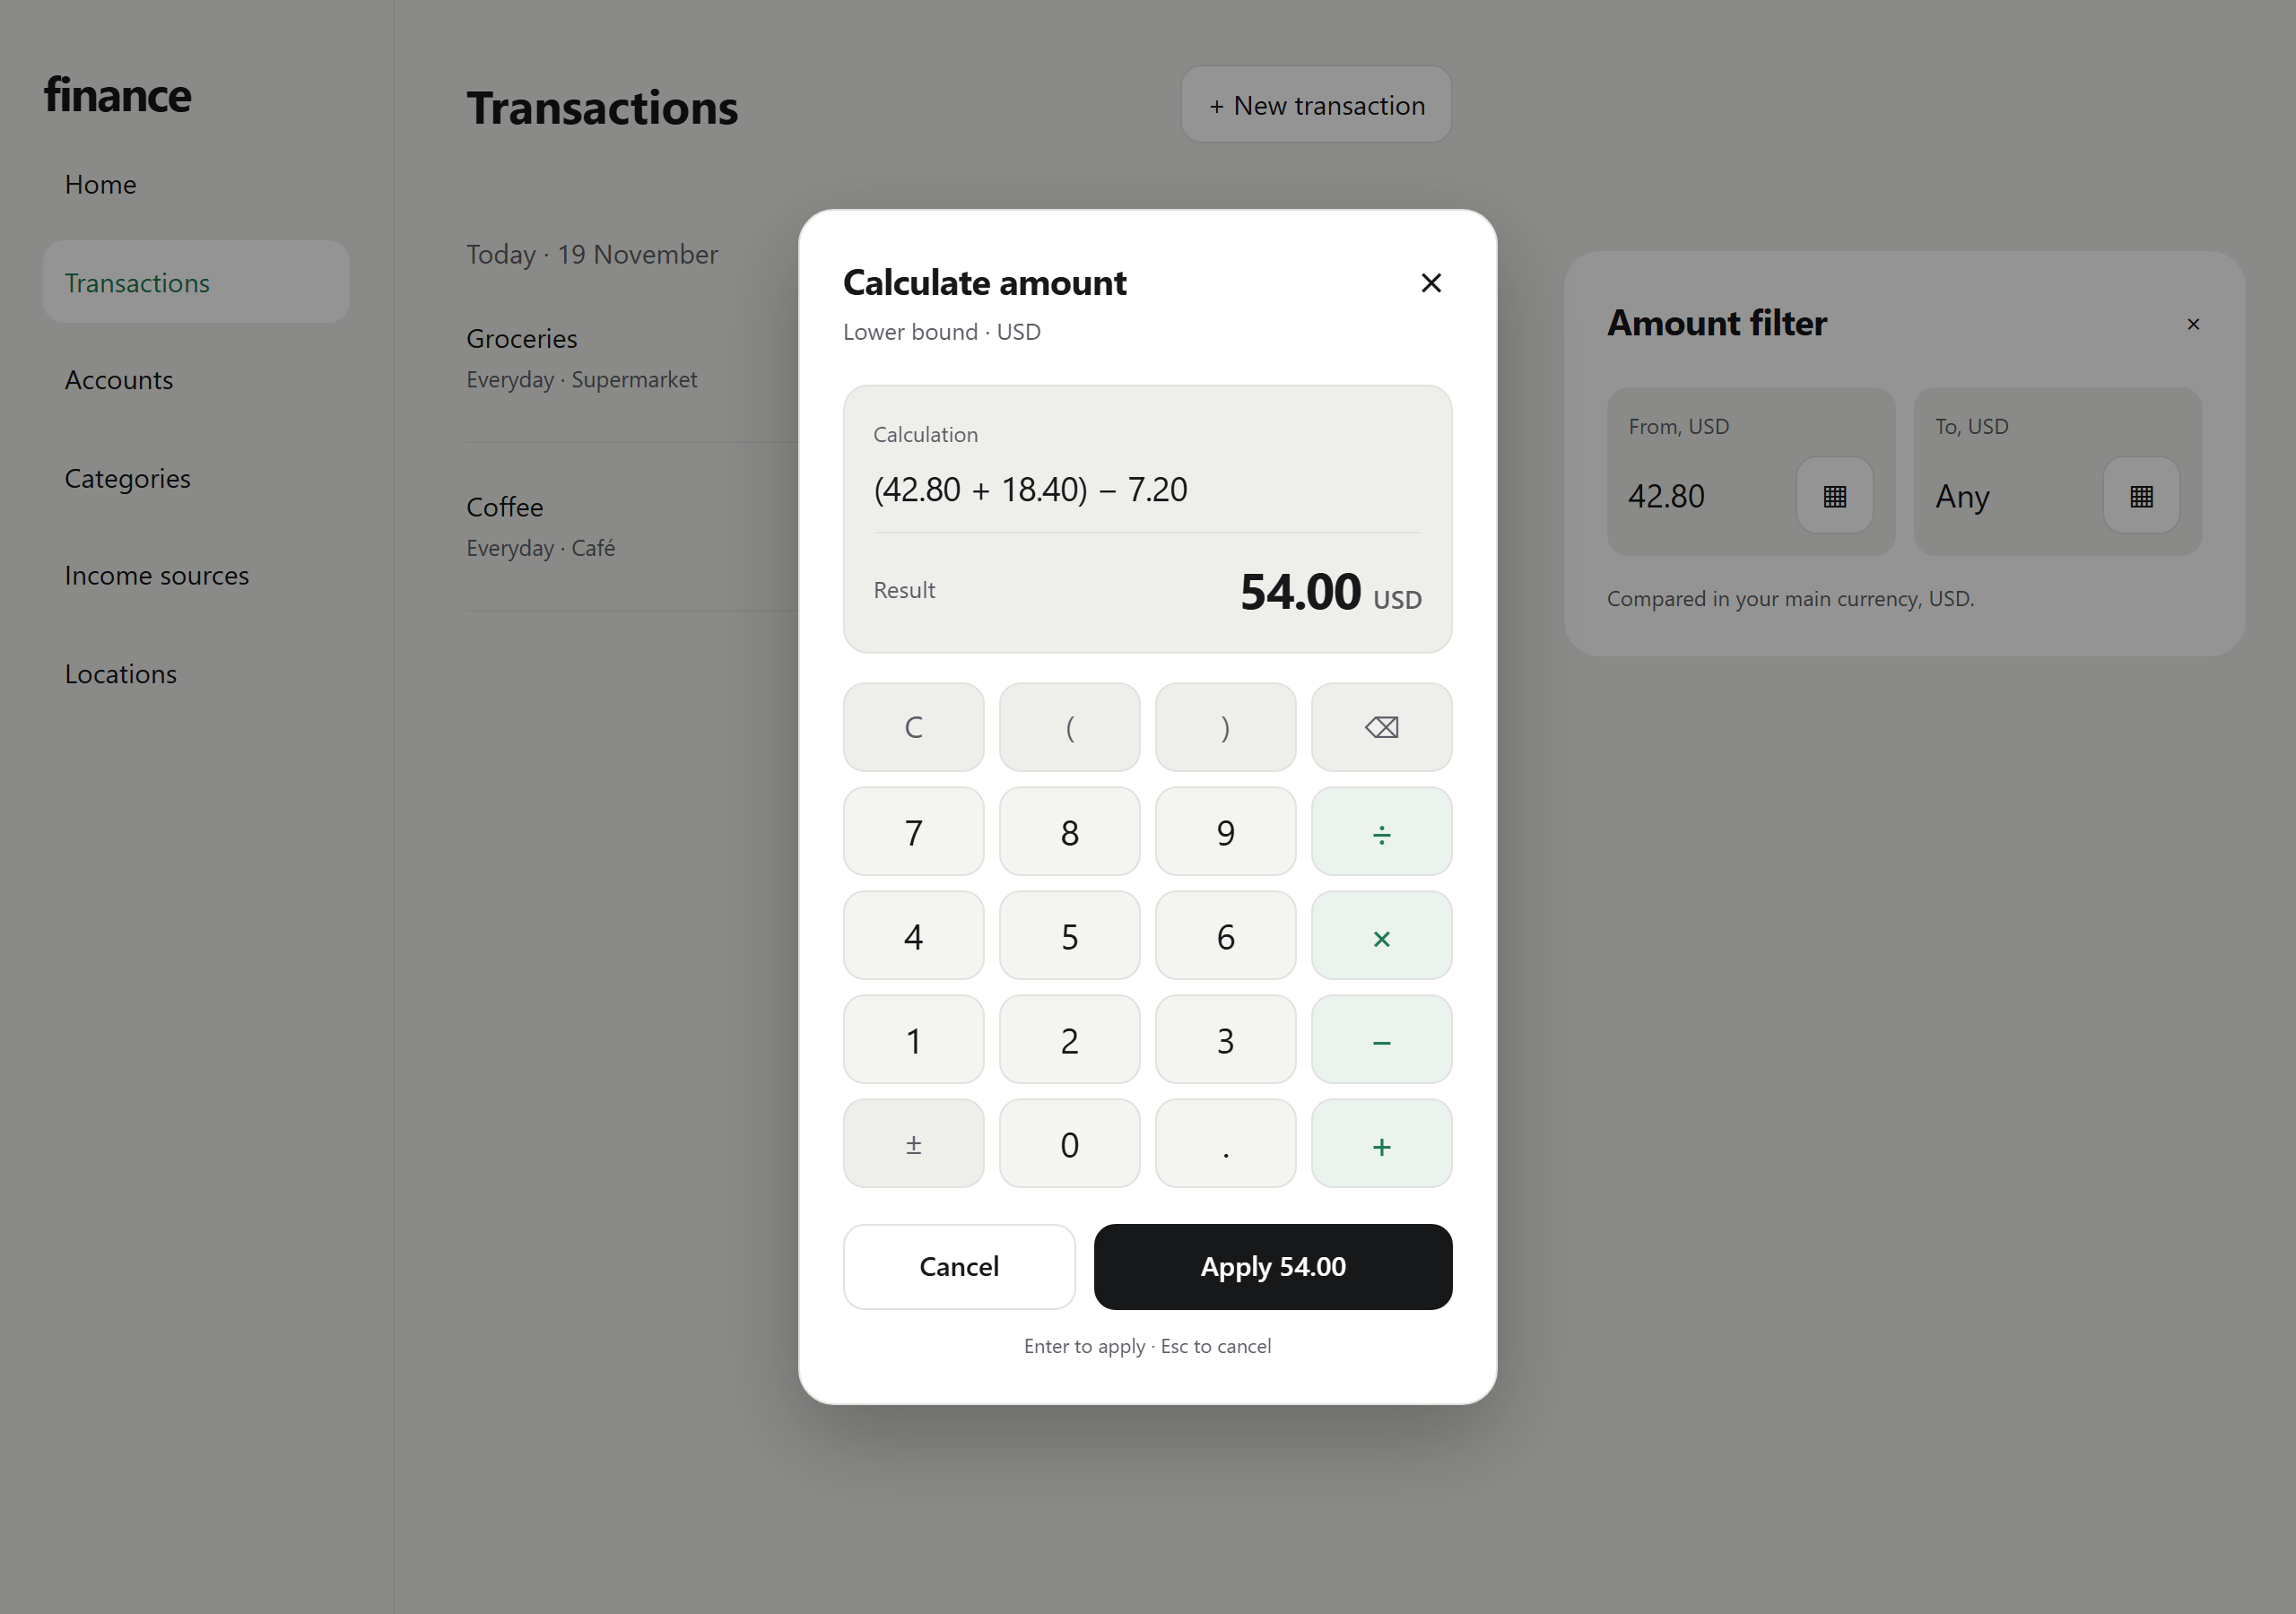 finance
Home
Transactions
Accounts
Categories
Income sources
Locations
Transactions
+ New transaction
Today · 19 November
Groceries
Everyday · Supermarket
Coffee
Everyday · Café
Calculate amount
×
Lower bound · USD
Calculation
(42.80 + 18.40) − 7.20
Result
54.00 USD
C ( ) ⌫
7 8 9 ÷
4 5 6 ×
1 2 3 −
± 0 . +
Cancel
Apply 54.00
Enter to apply · Esc to cancel
Amount filter
×
From, USD
42.80 ▦
To, USD
Any ▦
Compared in your main currency, USD.